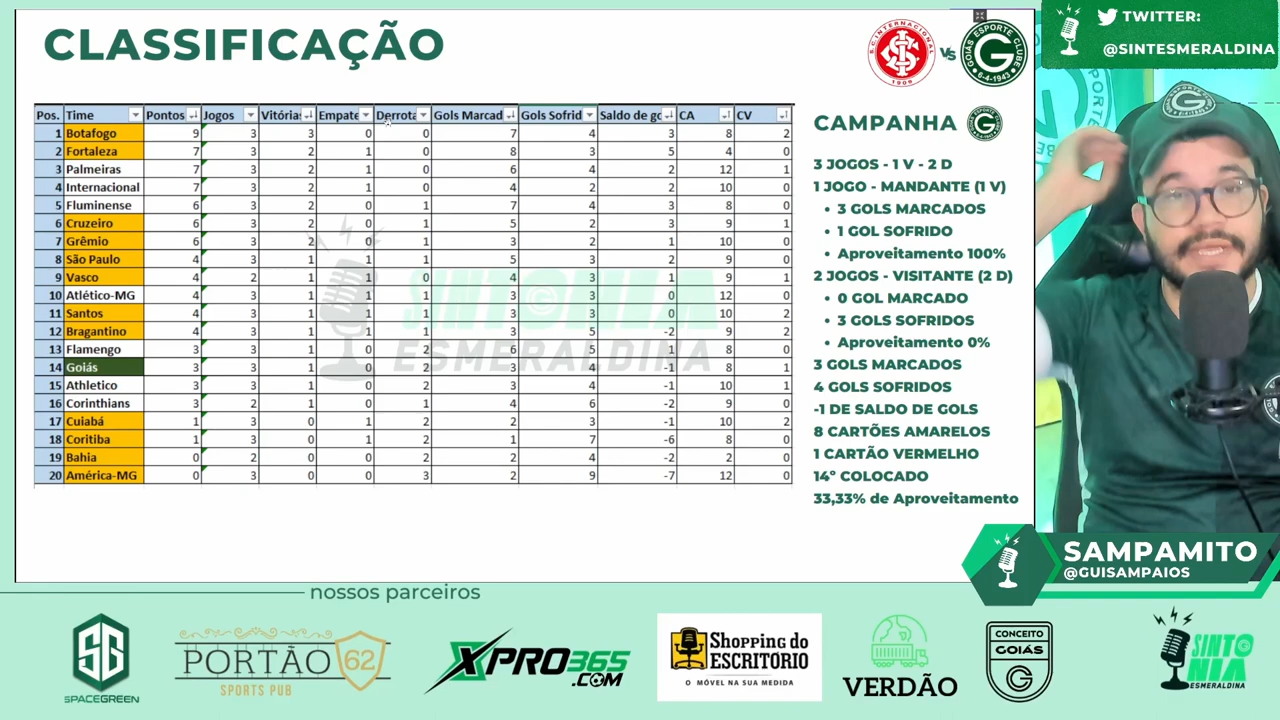 CLASSIFICAÇÃO
S.C. INTERNACIONAL 1909
VS
GOIÁS ESPORTE CLUBE 6-4-1943
TWITTER:
@SINTESMERALDINA
Pos. Time Pontos Jogos Vitórias Empate Derrota Gols Marcad Gols Sofrid Saldo de go CA CV
1 Botafogo 9 3 3 0 0 7 4 3 8 2
2 Fortaleza 7 3 2 1 0 8 3 5 4 0
3 Palmeiras 7 3 2 1 0 6 4 2 12 1
4 Internacional 7 3 2 1 0 4 2 2 10 0
5 Fluminense 6 3 2 0 1 7 4 3 8 0
6 Cruzeiro 6 3 2 0 1 5 2 3 9 1
7 Grêmio 6 3 2 0 1 3 2 1 10 0
8 São Paulo 4 3 1 1 1 5 3 2 9 0
9 Vasco 4 2 1 1 0 4 3 1 9 1
10 Atlético-MG 4 3 1 1 1 3 3 0 12 0
11 Santos 4 3 1 1 1 3 3 0 10 2
12 Bragantino 4 3 1 1 1 3 5 -2 9 2
13 Flamengo 3 3 1 0 2 6 5 1 8 0
14 Goiás 3 3 1 0 2 3 4 -1 8 1
15 Athletico 3 3 1 0 2 3 4 -1 10 1
16 Corinthians 3 2 1 0 1 4 6 -2 9 0
17 Cuiabá 1 3 0 1 2 2 3 -1 10 2
18 Coritiba 1 3 0 1 2 1 7 -6 8 0
19 Bahia 0 2 0 0 2 2 4 -2 2 0
20 América-MG 0 3 0 0 3 2 9 -7 12 0
SINTONIA
ESMERALDINA
CAMPANHA
3 JOGOS - 1 V - 2 D
1 JOGO - MANDANTE (1 V)
• 3 GOLS MARCADOS
• 1 GOL SOFRIDO
• Aproveitamento 100%
2 JOGOS - VISITANTE (2 D)
• 0 GOL MARCADO
• 3 GOLS SOFRIDOS
• Aproveitamento 0%
3 GOLS MARCADOS
4 GOLS SOFRIDOS
-1 DE SALDO DE GOLS
8 CARTÕES AMARELOS
1 CARTÃO VERMELHO
14º COLOCADO
33,33% de Aproveitamento
SAMPAMITO
@GUISAMPAIOS
nossos parceiros
SG
SPACEGREEN
PORTÃO 62
SPORTS PUB
XPRO365
.COM
Shopping do
ESCRITÓRIO
O MÓVEL NA SUA MEDIDA
VERDÃO
CONCEITO
GOIÁS
SINTO
NIA
ESMERALDINA